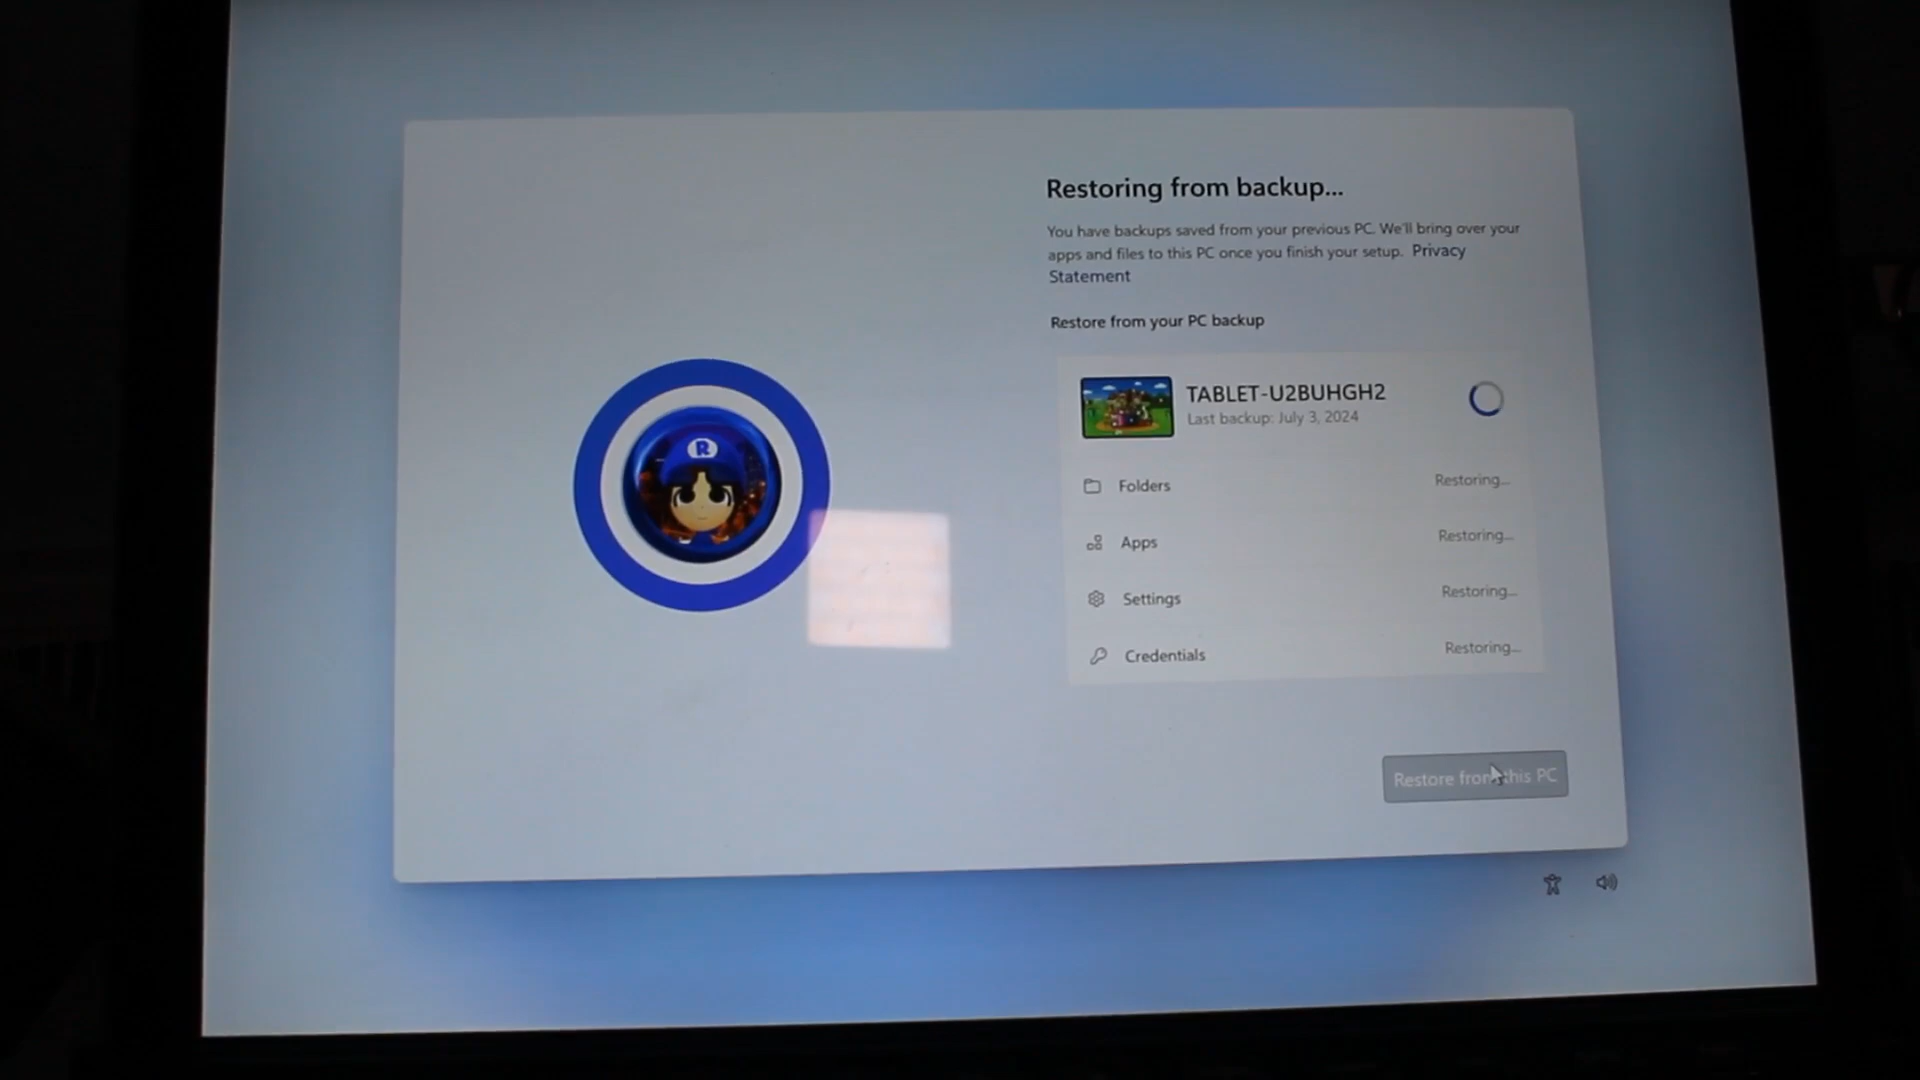 Restoring from backup...
You have backups saved from your previous PC. We'll bring over your
apps and files to this PC once you finish your setup. Privacy
Statement
Restore from your PC backup
TABLET-U2BUHGH2
Last backup: July 3, 2024
R
Folders Restoring...
Apps Restoring...
Settings Restoring...
Credentials Restoring...
Restore from this PC